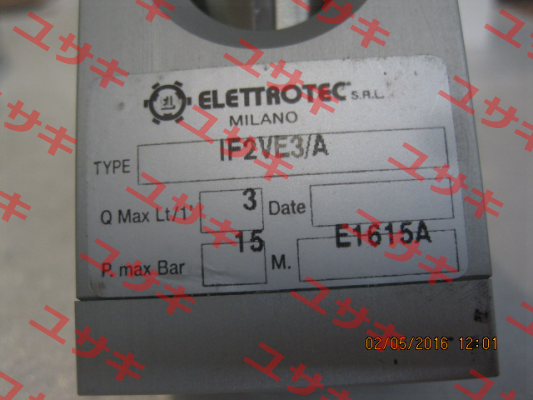 ELETTROTEC S.R.L.
MILANO
TYPE IF2VE3/A
Q Max Lt/1' 3 Date
P. max Bar 15 M. E1615A
02/05/2016 12:01
ユサキ